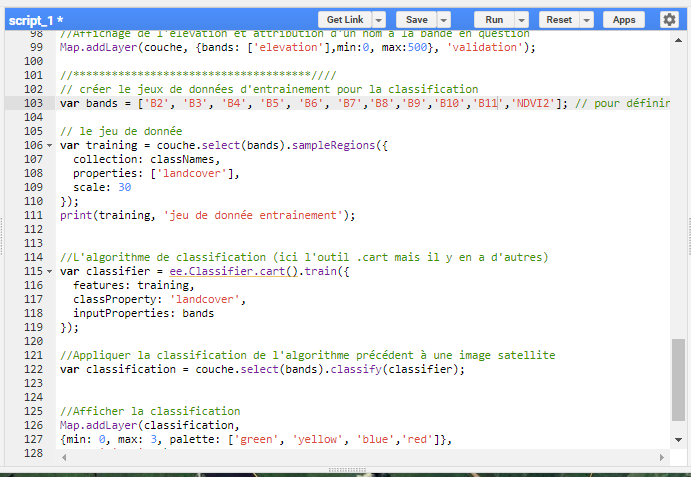 script_1 *
Get Link
Save
Run
Reset
Apps
98 //Affichage de l'élévation et attribution d'un nom à la bande en question
99 Map.addLayer(couche, {bands: ['elevation'],min:0, max:500}, 'validation');
100
101 //***************************************////
102 // créer le jeux de données d'entrainement pour la classification
103 var bands = ['B2', 'B3', 'B4', 'B5', 'B6', 'B7','B8','B9','B10','B11','NDVI2']; // pour défini
104
105 // le jeu de donnée
106 var training = couche.select(bands).sampleRegions({
107 collection: classNames,
108 properties: ['landcover'],
109 scale: 30
110 });
111 print(training, 'jeu de donnée entrainement');
112
113
114 //L'algorithme de classification (ici l'outil .cart mais il y en a d'autres)
115 var classifier = ee.Classifier.cart().train({
116 features: training,
117 classProperty: 'landcover',
118 inputProperties: bands
119 });
120
121 //Appliquer la classification de l'algorithme précédent à une image satellite
122 var classification = couche.select(bands).classify(classifier);
123
124
125 //Afficher la classification
126 Map.addLayer(classification,
127 {min: 0, max: 3, palette: ['green', 'yellow', 'blue','red']},
128